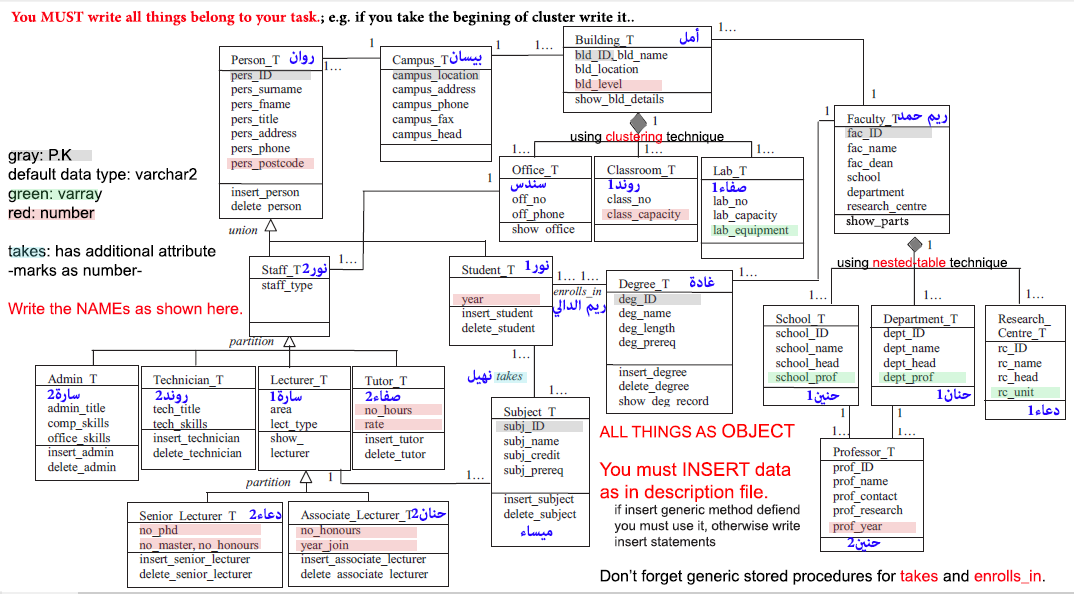 You MUST write all things belong to your task.; e.g. if you take the begining of cluster write it..
gray: P.K
default data type: varchar2
green: varray
red: number
takes: has additional attribute
-marks as number-
Write the NAMEs as shown here.
Person_T روان
pers_ID
pers_surname
pers_fname
pers_title
pers_address
pers_phone
pers_postcode
insert_person
delete_person
union
1
1...
Campus_T بيسان
campus_location
campus_address
campus_phone
campus_fax
campus_head
1
1...
Building_T أمل
bld_ID, bld_name
bld_location
bld_level
show_bld_details
1...
1
1
using clustering technique
1...
1...
1...
Office_T
سندس
off_no
off_phone
show_office
1
1...
Classroom_T
روند1
class_no
class_capacity
Lab_T
صفاء1
lab_no
lab_capacity
lab_equipment
Faculty_T ريم حمد
fac_ID
fac_name
fac_dean
school
department
research_centre
show_parts
1
1...
1
using nested-table technique
1...
1...
1...
Staff_T نور2
staff_type
partition
Student_T نور1
year
insert_student
delete_student
1... 1...
enrolls_in
ريم الدالي
Degree_T غادة
deg_ID
deg_name
deg_length
deg_prereq
insert_degree
delete_degree
show_deg_record
School_T
school_ID
school_name
school_head
school_prof
حنين1
Department_T
dept_ID
dept_name
dept_head
dept_prof
حنان1
Research_
Centre_T
rc_ID
rc_name
rc_head
rc_unit
دعاء1
1
1...
1
1...
Professor_T
prof_ID
prof_name
prof_contact
prof_research
prof_year
حنين2
Admin_T
سارة2
admin_title
comp_skills
office_skills
insert_admin
delete_admin
Technician_T
روند2
tech_title
tech_skills
insert_technician
delete_technician
Lecturer_T
سارة1
area
lect_type
show_
lecturer
Tutor_T
صفاء2
no_hours
rate
insert_tutor
delete_tutor
1...
نهيل takes
1...
Subject_T
subj_ID
subj_name
subj_credit
subj_prereq
insert_subject
delete_subject
ميساء
partition
1
1...
Senior_Lecturer_T دعاء2
no_phd
no_master, no_honours
insert_senior_lecturer
delete_senior_lecturer
Associate_Lecturer_T حنان2
no_honours
year_join
insert_associate_lecturer
delete_associate_lecturer
ALL THINGS AS OBJECT
You must INSERT data
as in description file.
if insert generic method defiend
you must use it, otherwise write
insert statements
Don't forget generic stored procedures for takes and enrolls_in.